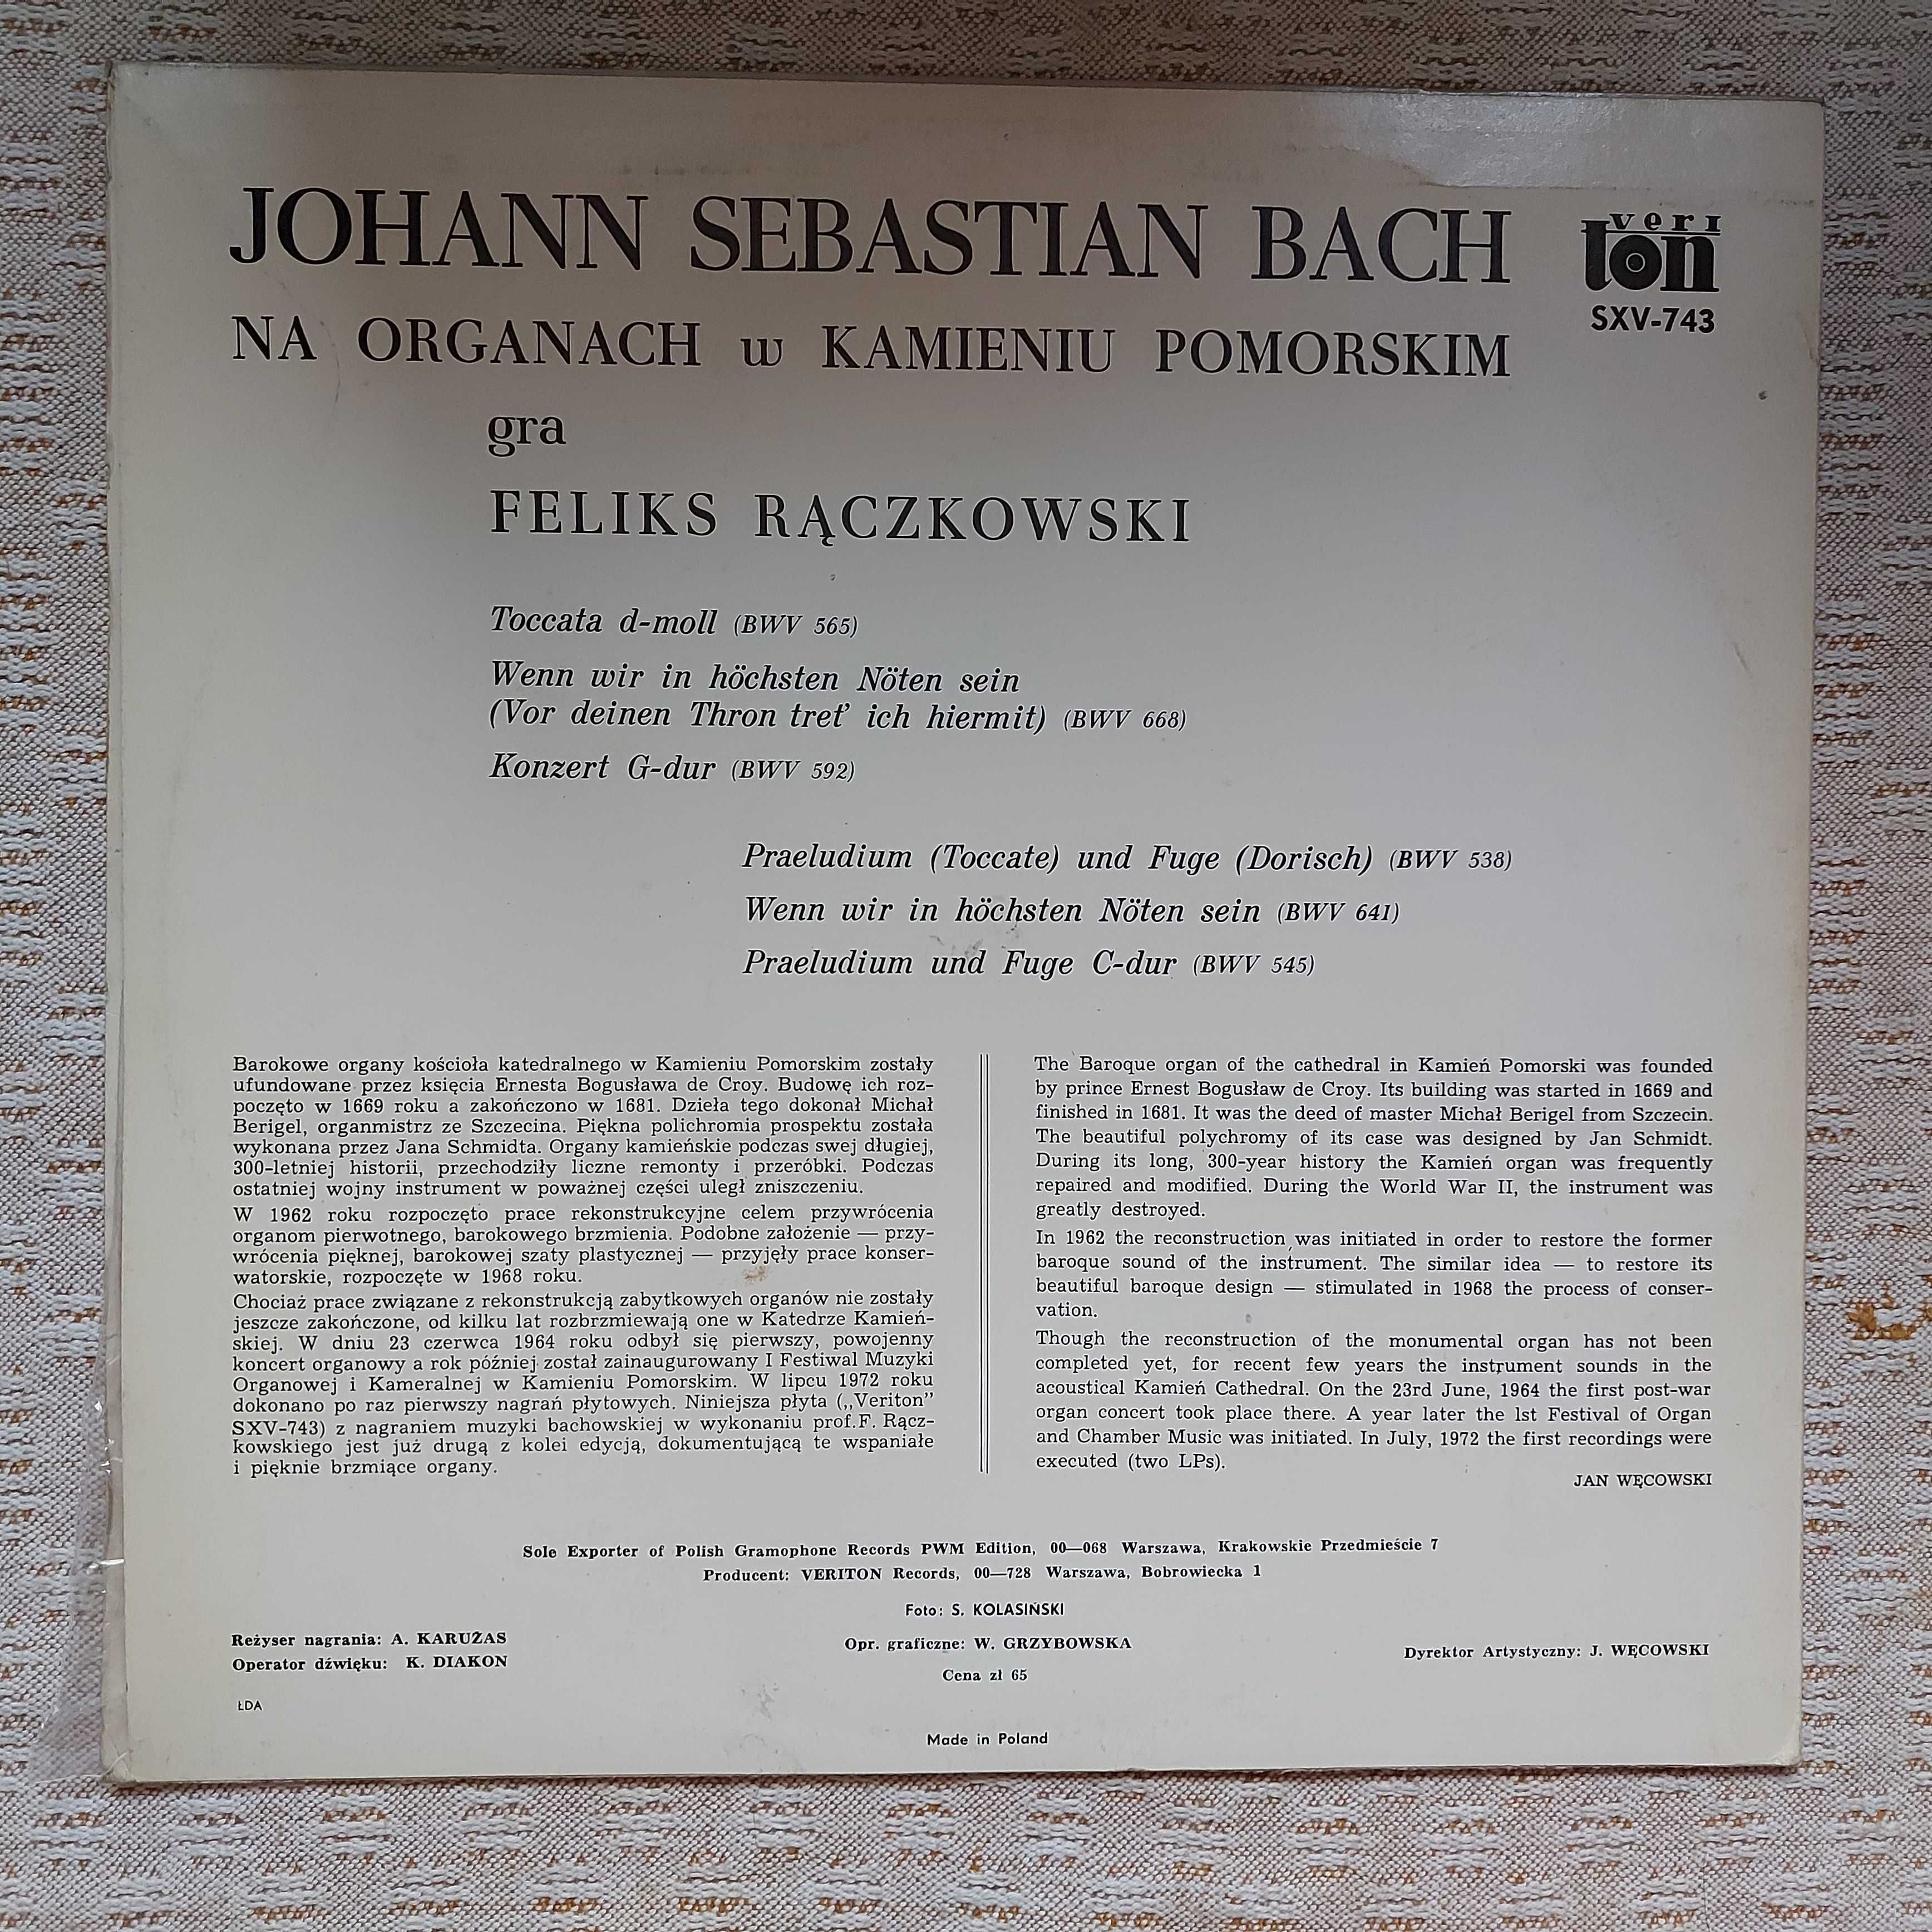 JOHANN SEBASTIAN BACH
veri
ton
SXV-743
NA ORGANACH w KAMIENIU POMORSKIM
gra
FELIKS RĄCZKOWSKI
Toccata d-moll (BWV 565)
Wenn wir in höchsten Nöten sein
(Vor deinen Thron tret' ich hiermit) (BWV 668)
Konzert G-dur (BWV 592)
Praeludium (Toccate) und Fuge (Dorisch) (BWV 538)
Wenn wir in höchsten Nöten sein (BWV 641)
Praeludium und Fuge C-dur (BWV 545)
Barokowe organy kościoła katedralnego w Kamieniu Pomorskim zostały
ufundowane przez księcia Ernesta Bogusława de Croy. Budowę ich roz-
poczęto w 1669 roku a zakończono w 1681. Dzieła tego dokonał Michał
Berigel, organmistrz ze Szczecina. Piękna polichromia prospektu została
wykonana przez Jana Schmidta. Organy kamieńskie podczas swej długiej,
300-letniej historii, przechodziły liczne remonty i przeróbki. Podczas
ostatniej wojny instrument w poważnej części uległ zniszczeniu.
W 1962 roku rozpoczęto prace rekonstrukcyjne celem przywrócenia
organom pierwotnego, barokowego brzmienia. Podobne założenie — przy-
wrócenia pięknej, barokowej szaty plastycznej — przyjęły prace konser-
watorskie, rozpoczęte w 1968 roku.
Chociaż prace związane z rekonstrukcją zabytkowych organów nie zostały
jeszcze zakończone, od kilku lat rozbrzmiewają one w Katedrze Kamień-
skiej. W dniu 23 czerwca 1964 roku odbył się pierwszy, powojenny
koncert organowy a rok później został zainaugurowany I Festiwal Muzyki
Organowej i Kameralnej w Kamieniu Pomorskim. W lipcu 1972 roku
dokonano po raz pierwszy nagrań płytowych. Niniejsza płyta („Veriton”
SXV-743) z nagraniem muzyki bachowskiej w wykonaniu prof.F. Rącz-
kowskiego jest już drugą z kolei edycją, dokumentującą te wspaniałe
i pięknie brzmiące organy.
The Baroque organ of the cathedral in Kamień Pomorski was founded
by prince Ernest Bogusław de Croy. Its building was started in 1669 and
finished in 1681. It was the deed of master Michał Berigel from Szczecin.
The beautiful polychromy of its case was designed by Jan Schmidt.
During its long, 300-year history the Kamień organ was frequently
repaired and modified. During the World War II, the instrument was
greatly destroyed.
In 1962 the reconstruction was initiated in order to restore the former
baroque sound of the instrument. The similar idea — to restore its
beautiful baroque design — stimulated in 1968 the process of conser-
vation.
Though the reconstruction of the monumental organ has not been
completed yet, for recent few years the instrument sounds in the
acoustical Kamień Cathedral. On the 23rd June, 1964 the first post-war
organ concert took place there. A year later the lst Festival of Organ
and Chamber Music was initiated. In July, 1972 the first recordings were
executed (two LPs).
JAN WĘCOWSKI
Sole Exporter of Polish Gramophone Records PWM Edition, 00—068 Warszawa, Krakowskie Przedmieście 7
Producent: VERITON Records, 00—728 Warszawa, Bobrowiecka 1
Foto: S. KOLASIŃSKI
Reżyser nagrania: A. KARUŻAS
Operator dźwięku: K. DIAKON
Opr. graficzne: W. GRZYBOWSKA
Cena zł 65
Dyrektor Artystyczny: J. WĘCOWSKI
ŁDA
Made in Poland